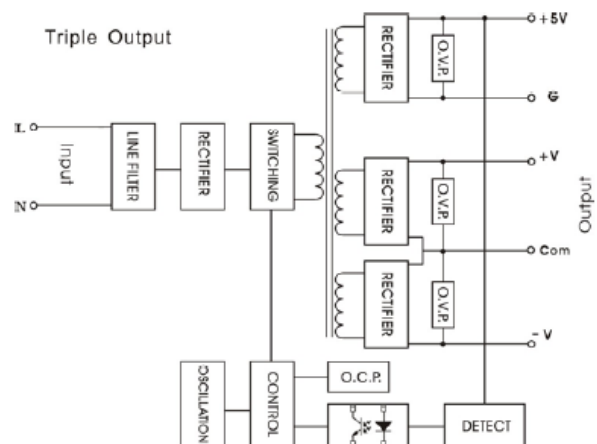 Triple Output
L
N
Input
LINE FILTER
RECTIFIER
SWITCHING
RECTIFIER
O.V.P.
+5V
G
RECTIFIER
O.V.P.
+V
Com
RECTIFIER
O.V.P.
- V
Output
OSCILLATION
CONTROL
O.C.P.
DETECT